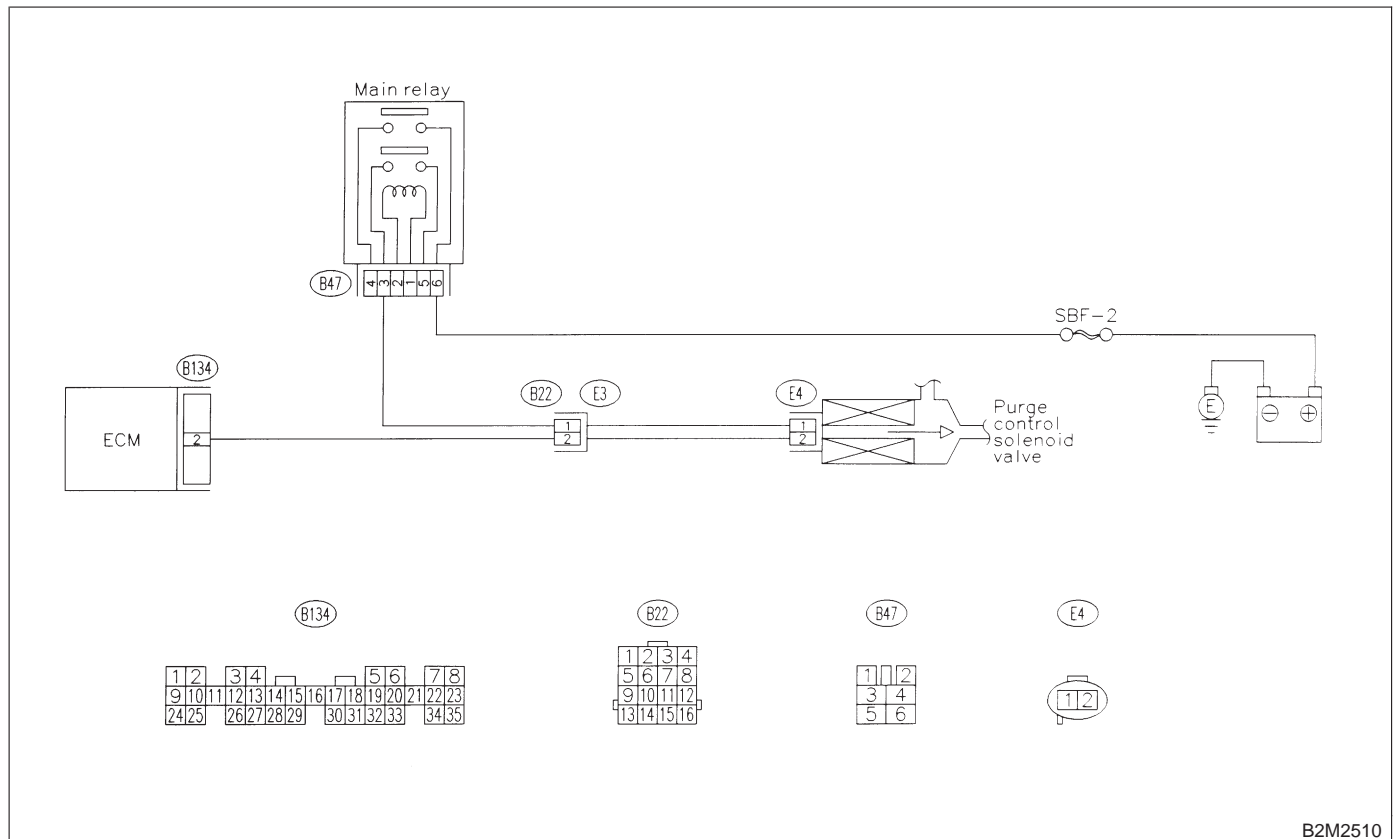 Main relay
B47
4 3 2 1 5 6
SBF-2
B134
B22
E3
E4
E
⊖ ⊕
ECM
2
1
2
1
2
Purge
control
solenoid
valve
B134
B22
B47
E4
1 2 3 4 5 6 7 8
9 10 11 12 13 14 15 16 17 18 19 20 21 22 23
24 25 26 27 28 29 30 31 32 33 34 35
1 2 3 4
5 6 7 8
9 10 11 12
13 14 15 16
1 2
3 4
5 6
1 2
B2M2510